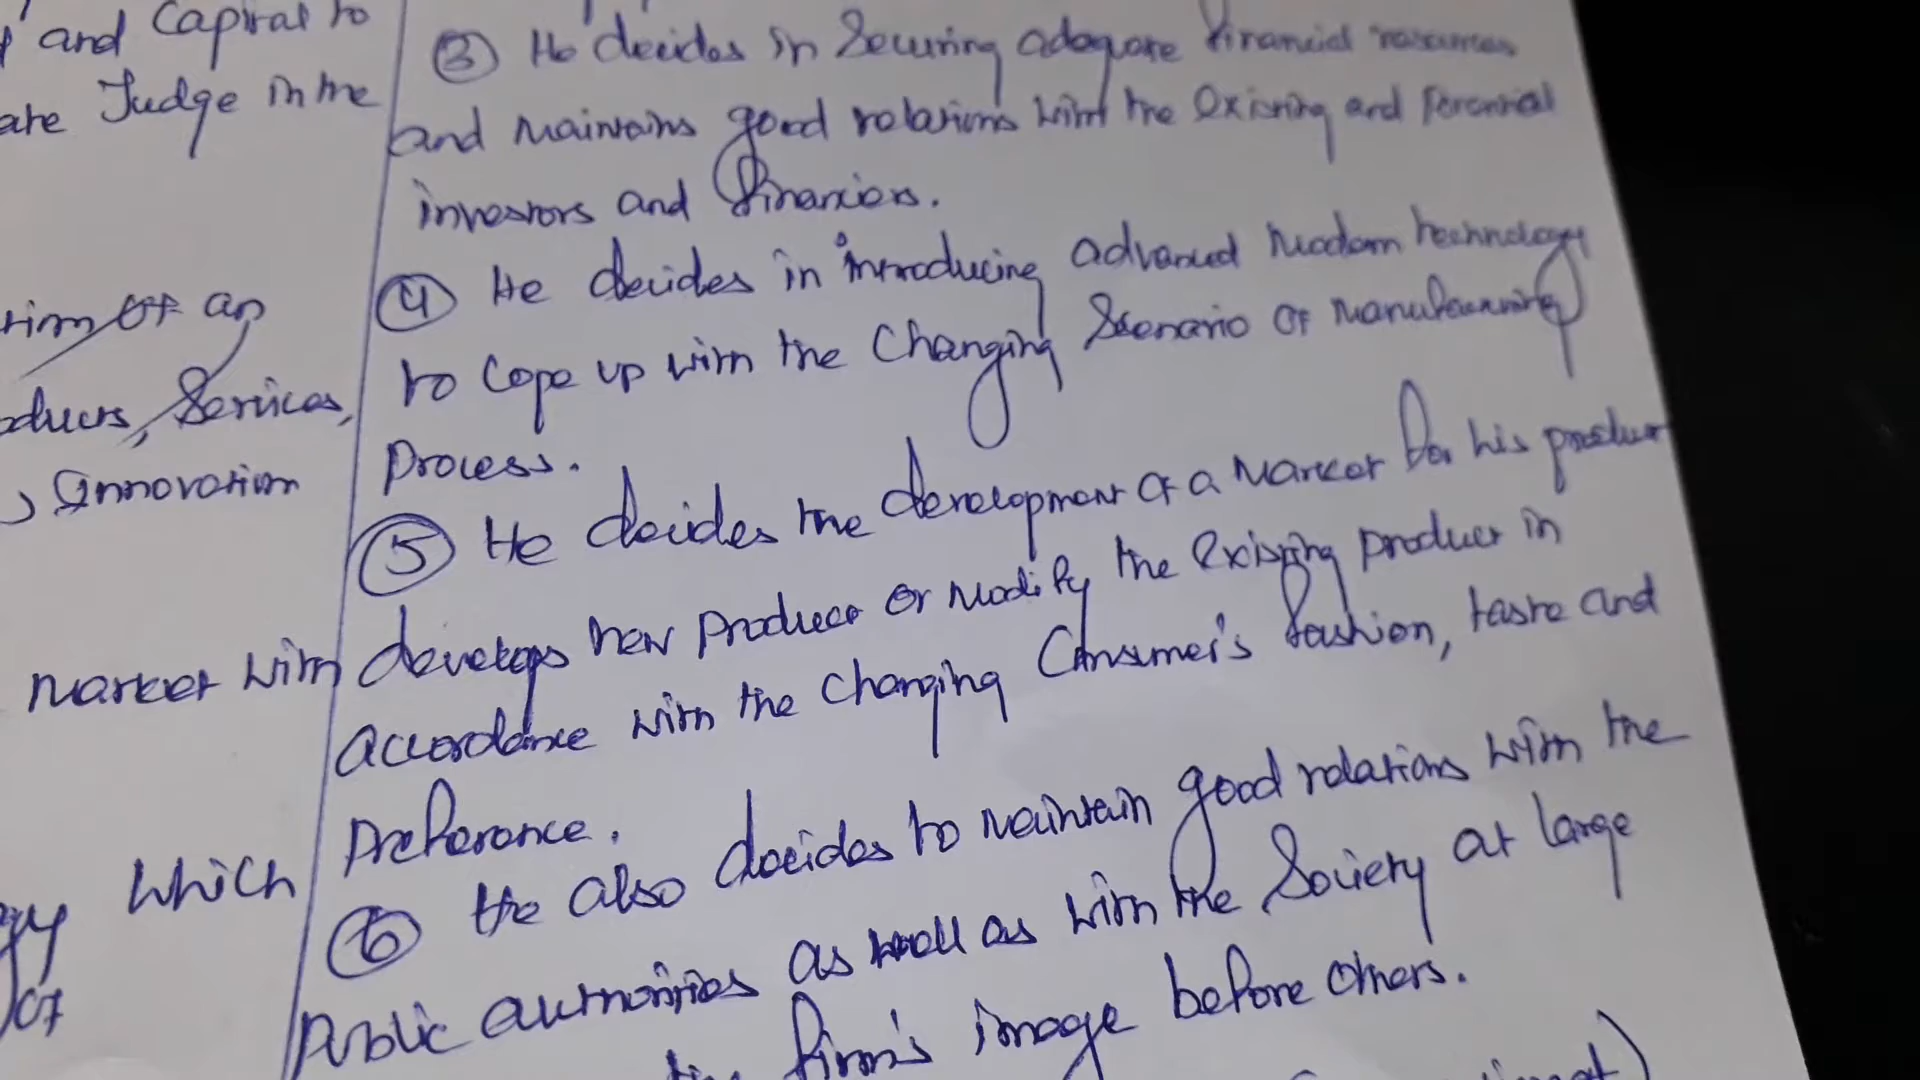 and Capital to
ate Judge in the
tion of an
oducts, Services,
, Innovation
Market with
which
gy
of
③ He decides in Securing adequate financial resources
and Maintains good relations with the Existing and Perential
investors and financiers.
④ He decides in introducing advanced Modern technology
to Cope up with the Changing Scenario of Manufacturing
Process.
⑤ He decides the development of a Market for his product
develops new product or Modify the Existing product in
accordance with the changing Consumer's fashion, taste and
Preference.
⑥ He also decides to Maintain good relations with the
Public authorities as well as with the Society at large
firm's image before others.